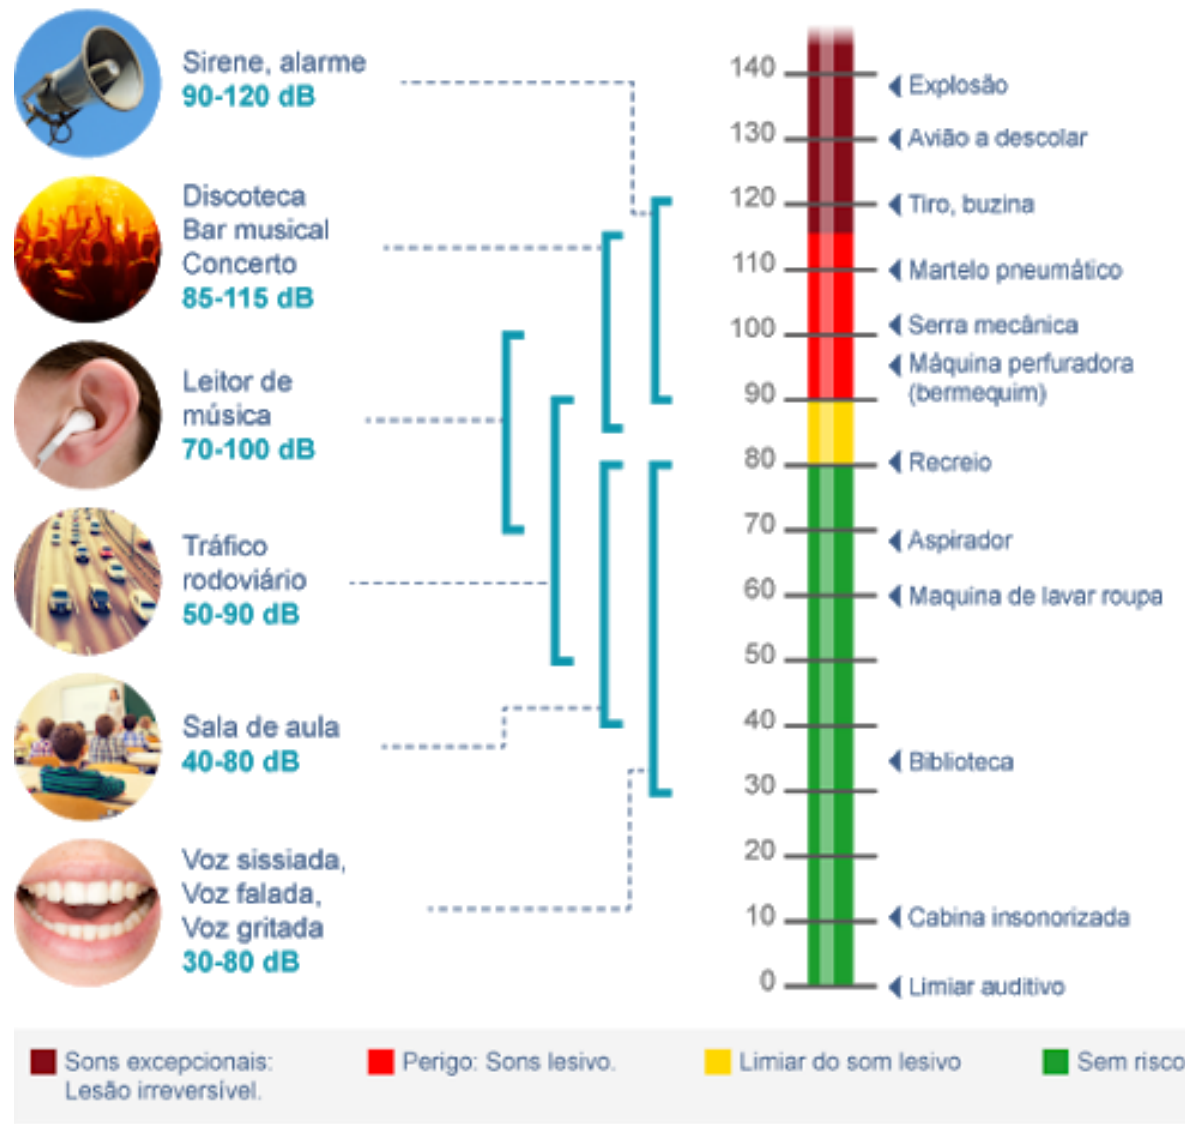 Sirene, alarme
90-120 dB
Discoteca
Bar musical
Concerto
85-115 dB
Leitor de
música
70-100 dB
Tráfico
rodoviário
50-90 dB
Sala de aula
40-80 dB
Voz sissiada,
Voz falada,
Voz gritada
30-80 dB
140
130
120
110
100
90
80
70
60
50
40
30
20
10
0
Explosão
Avião a descolar
Tiro, buzina
Martelo pneumático
Serra mecânica
Máquina perfuradora
(bermequim)
Recreio
Aspirador
Maquina de lavar roupa
Biblioteca
Cabina insonorizada
Limiar auditivo
Sons excepcionais:
Lesão irreversível.
Perigo: Sons lesivo.
Limiar do som lesivo
Sem risco